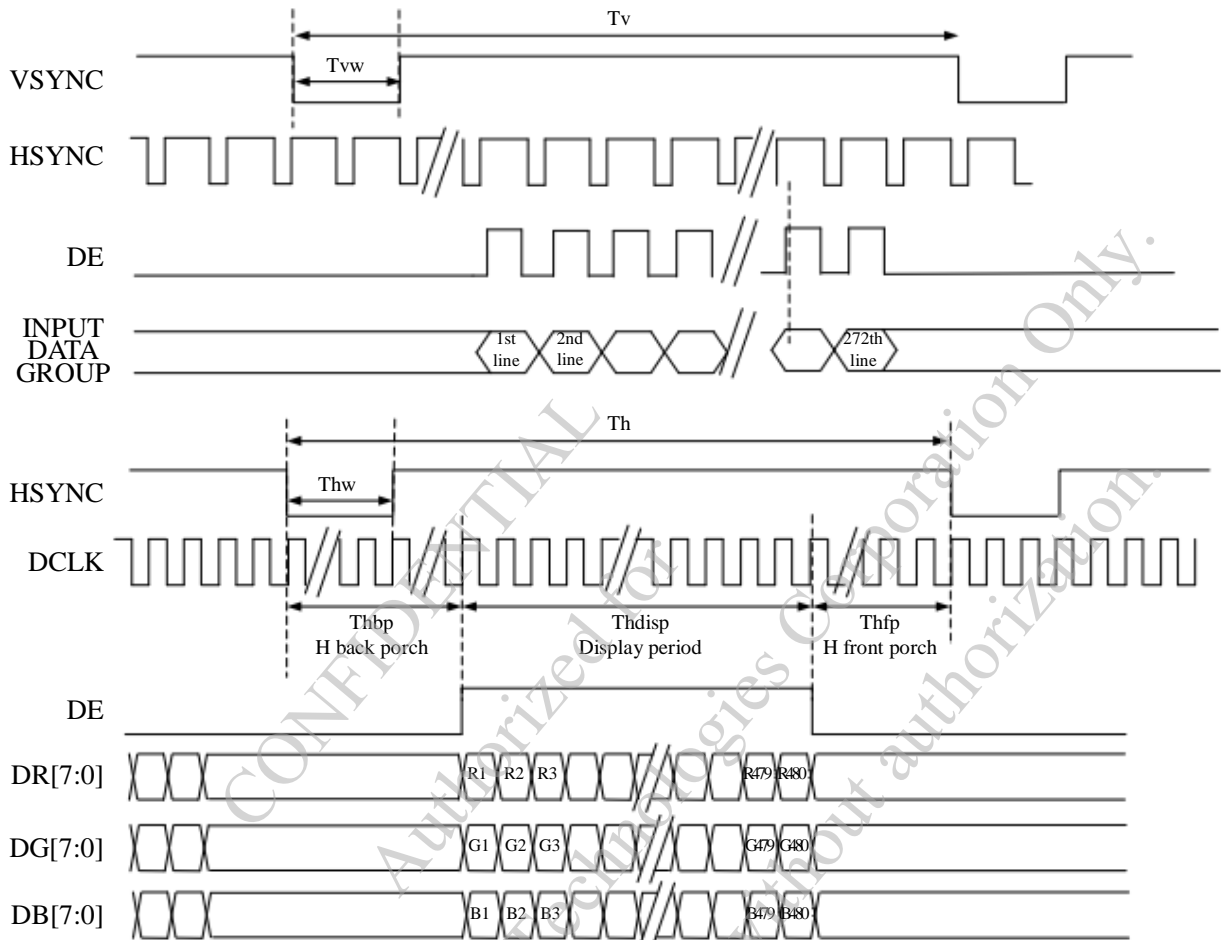 Tv
VSYNC
Tvw
HSYNC
DE
INPUT
DATA
GROUP
1st
line
2nd
line
272th
line
Th
HSYNC
Thw
DCLK
Thbp
H back porch
Thdisp
Display period
Thfp
H front porch
DE
DR[7:0]
R1 R2 R3
DG[7:0]
G1 G2 G3
DB[7:0]
B1 B2 B3
CONFIDENTIAL
Authorized for
Technologies Corporation Only.
without authorization.